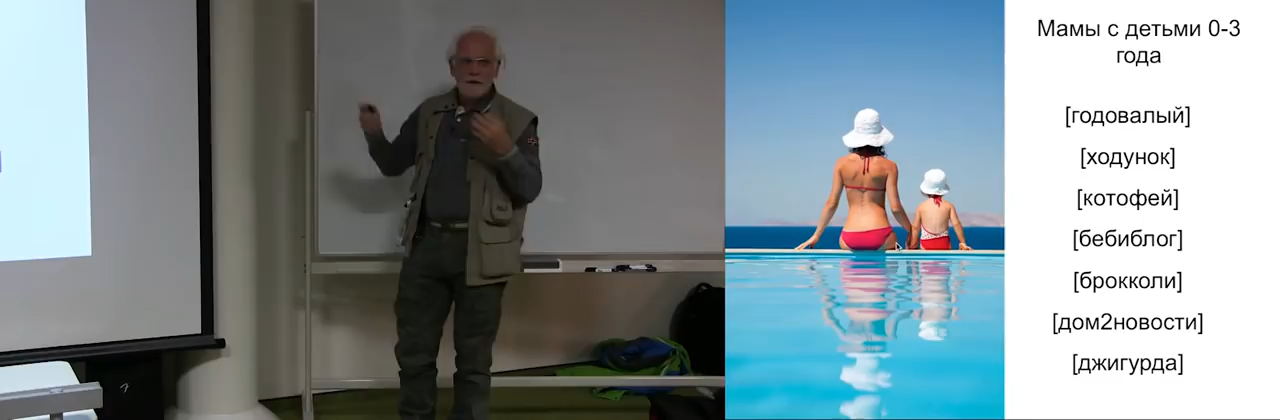 Мамы с детьми 0-3
года
[годовалый]
[ходунок]
[котофей]
[бебиблог]
[брокколи]
[дом2новости]
[джигурда]